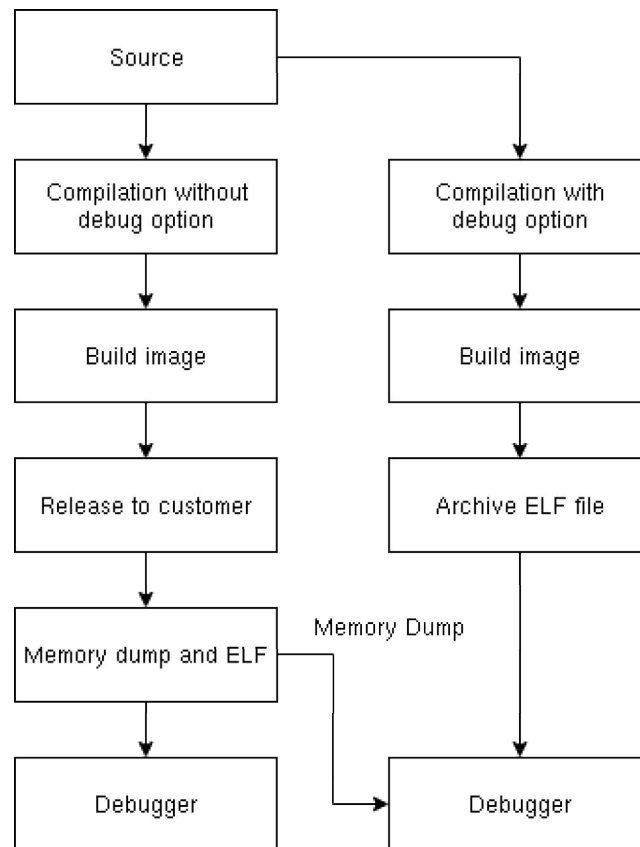 Source
Compilation without
debug option
Compilation with
debug option
Build image
Build image
Release to customer
Archive ELF file
Memory Dump
Memory dump and ELF
Debugger
Debugger